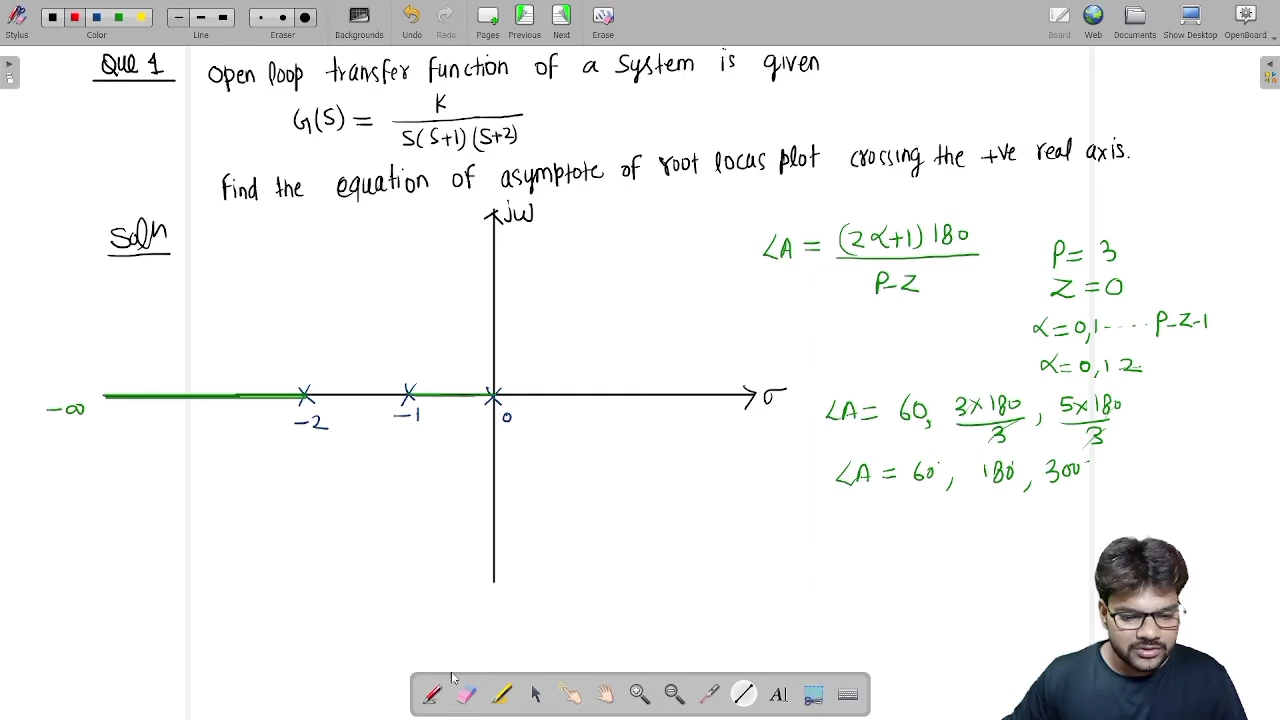 Stylus Color Line Eraser Backgrounds Undo Redo Pages Previous Next Erase Board Web Documents Show Desktop OpenBoard
Que 1 Open loop transfer function of a system is given
G(S) = K / S(S+1)(S+2)
Find the equation of asymptote of root locus plot crossing the +ve real axis.
Soln
jω
σ
-∞
-2
-1
0
∠A = (2α+1)180 / P-Z
P = 3
Z = 0
α = 0,1 ---- P-Z-1
α = 0,1 2
∠A = 60, 3×180/3, 5×180/3
∠A = 60°, 180°, 300°
AI